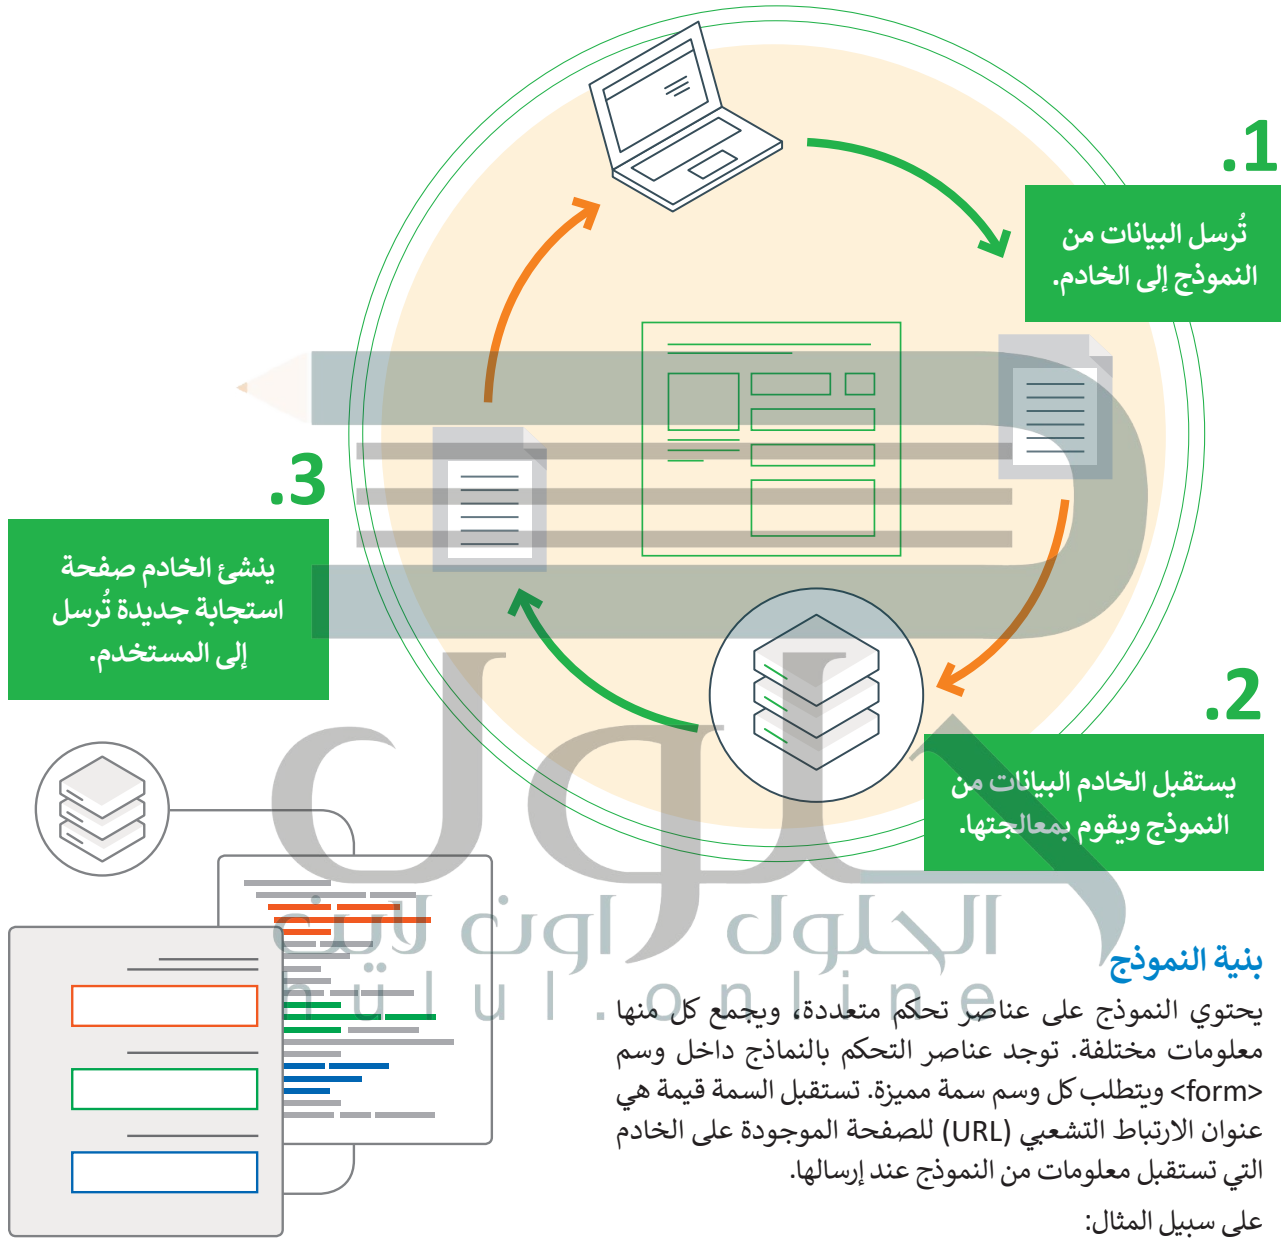 1.
تُرسل البيانات من
النموذج إلى الخادم.
2.
يستقبل الخادم البيانات من
النموذج ويقوم بمعالجتها.
3.
ينشئ الخادم صفحة
استجابة جديدة تُرسل
إلى المستخدم.
حلول
الحلول اون لاين
hulul.online
بنية النموذج
يحتوي النموذج على عناصر تحكم متعددة، ويجمع كل منها
معلومات مختلفة. توجد عناصر التحكم بالنماذج داخل وسم
<form> ويتطلب كل وسم سمة مميزة. تستقبل السمة قيمة هي
عنوان الارتباط التشعبي (URL) للصفحة الموجودة على الخادم
التي تستقبل معلومات من النموذج عند إرسالها.
على سبيل المثال: